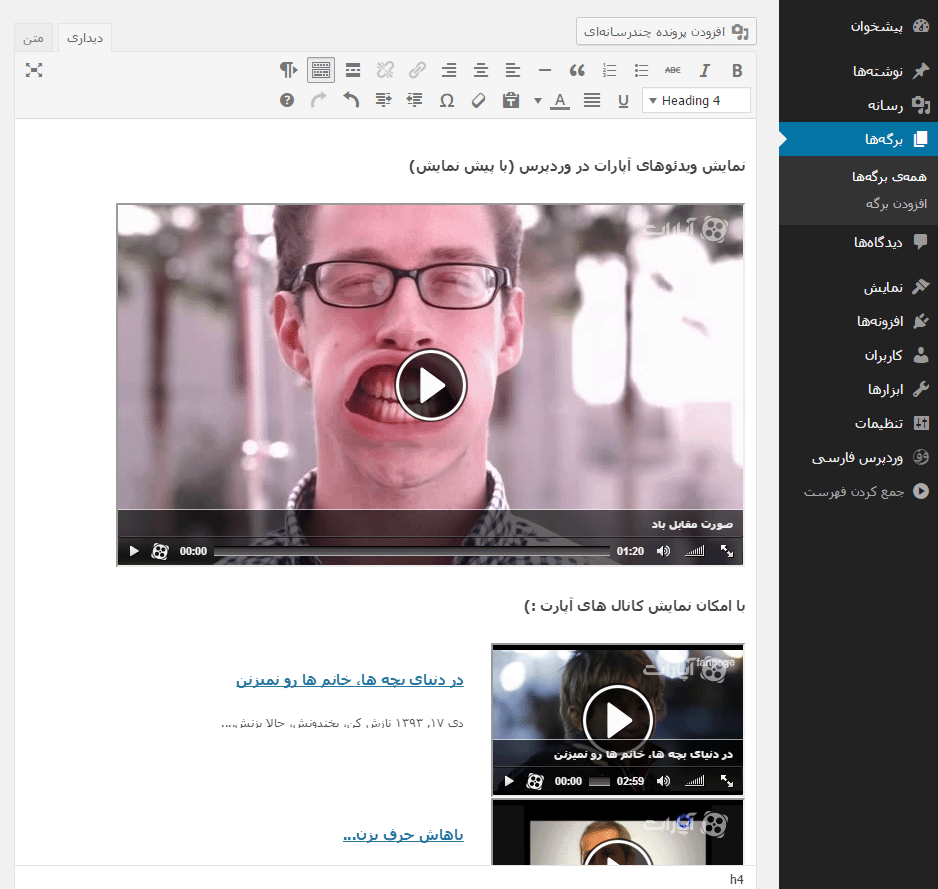 پیشخوان
نوشته‌ها
رسانه
برگه‌ها
همه‌ی برگه‌ها
افزودن برگه
دیدگاه‌ها
نمایش
افزونه‌ها
کاربران
ابزارها
تنظیمات
وردپرس فارسی
جمع کردن فهرست
افزودن پرونده چندرسانه‌ای
دیداری
متن
B I ABC
Heading 4 U A Ω
نمایش ویدئوهای آپارات در وردپرس (با پیش نمایش)
آپارات
صورت مقابل باد
00:00 01:20
با امکان نمایش کانال های آپارت :)
آپارات
fanpage
در دنیای بچه ها، خانم ها رو نمیزنن
00:00 02:59
در دنیای بچه ها، خانم ها رو نمیزنن
دی ۱۷, ۱۳۹۳ نازش کن، بخندونش، حالا بزنش...
آپارات
باهاش حرف بزن...
h4